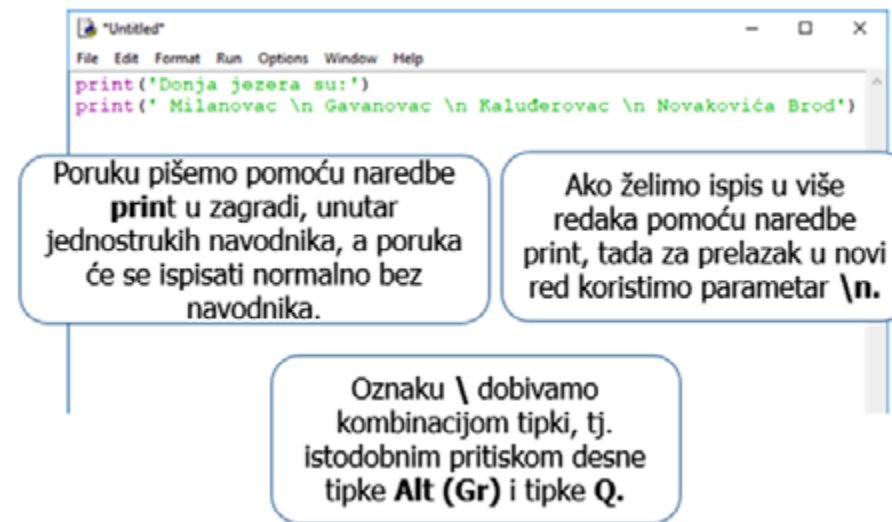 *Untitled*
File Edit Format Run Options Window Help
print('Donja jezera su:')
print(' Milanovac \n Gavanovac \n Kaluđerovac \n Novakovića Brod')
Poruku pišemo pomoću naredbe
print u zagradi, unutar
jednostrukih navodnika, a poruka
će se ispisati normalno bez
navodnika.
Ako želimo ispis u više
redaka pomoću naredbe
print, tada za prelazak u novi
red koristimo parametar \n.
Oznaku \ dobivamo
kombinacijom tipki, tj.
istodobnim pritiskom desne
tipke Alt (Gr) i tipke Q.